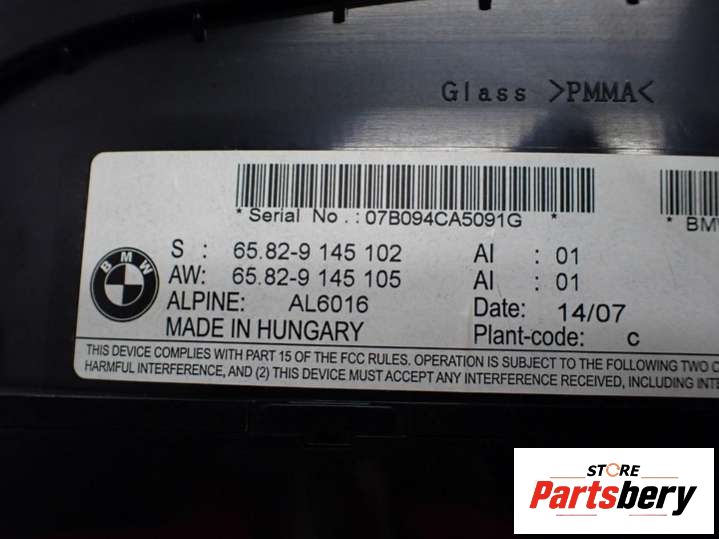 Glass >PMMA<
* Serial No.: 07B094CA5091G *
* BMW
BMW
S : 65.82-9 145 102 AI : 01
AW: 65.82-9 145 105 AI : 01
ALPINE: AL6016 Date: 14/07
MADE IN HUNGARY Plant-code: c
THIS DEVICE COMPLIES WITH PART 15 OF THE FCC RULES. OPERATION IS SUBJECT TO THE FOLLOWING TWO
HARMFUL INTERFERENCE, AND (2) THIS DEVICE MUST ACCEPT ANY INTERFERENCE RECEIVED, INCLUDING
STORE
Partsbery